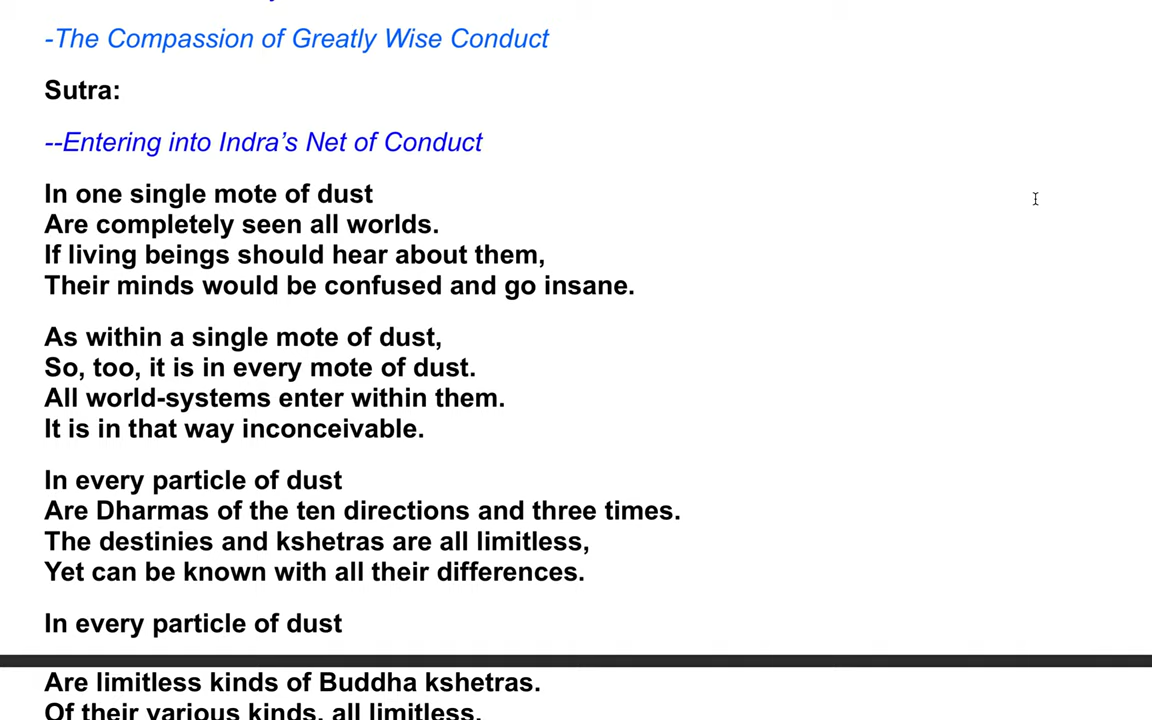 -The Compassion of Greatly Wise Conduct
Sutra:
--Entering into Indra’s Net of Conduct
In one single mote of dust
Are completely seen all worlds.
If living beings should hear about them,
Their minds would be confused and go insane.
As within a single mote of dust,
So, too, it is in every mote of dust.
All world-systems enter within them.
It is in that way inconceivable.
In every particle of dust
Are Dharmas of the ten directions and three times.
The destinies and kshetras are all limitless,
Yet can be known with all their differences.
In every particle of dust
Are limitless kinds of Buddha kshetras.
Of their various kinds, all limitless,